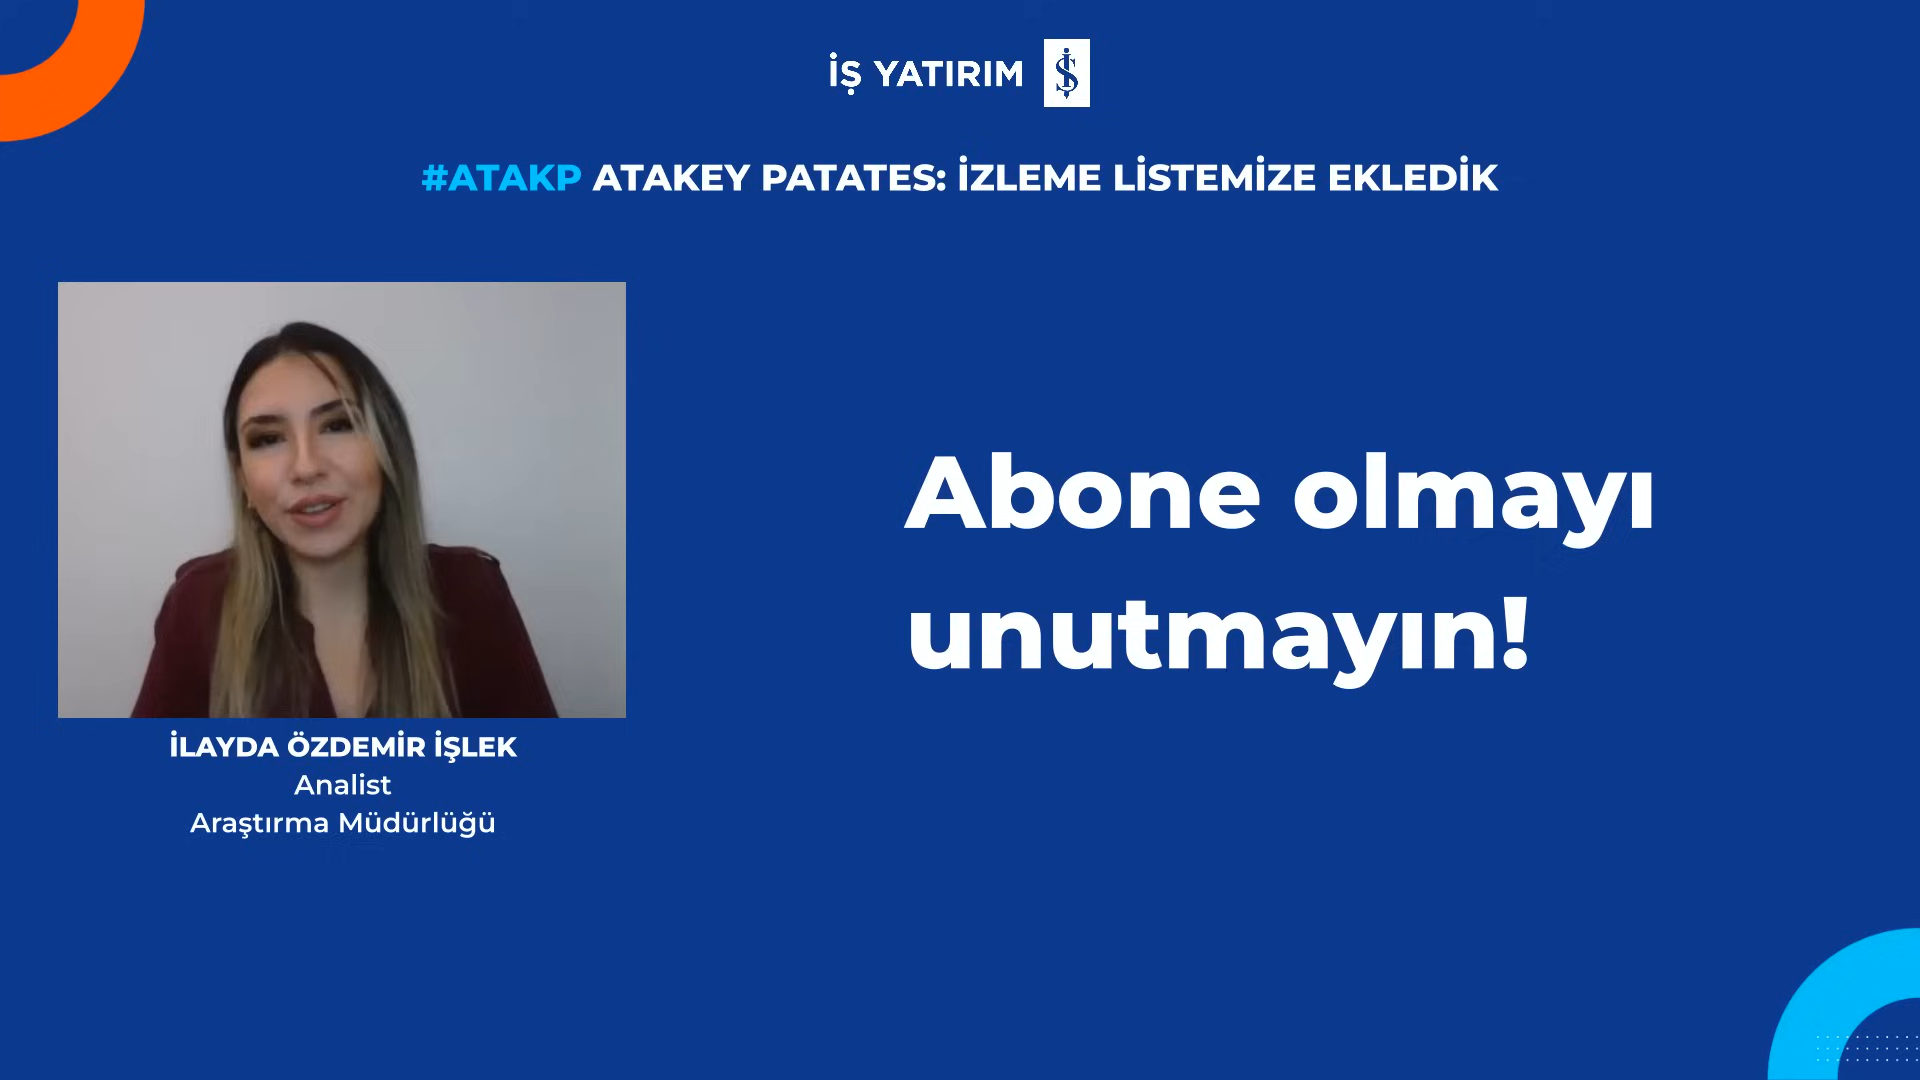 İŞ YATIRIM
#ATAKP ATAKEY PATATES: İZLEME LİSTEMİZE EKLEDİK
Abone olmayı
unutmayın!
İLAYDA ÖZDEMİR İŞLEK
Analist
Araştırma Müdürlüğü